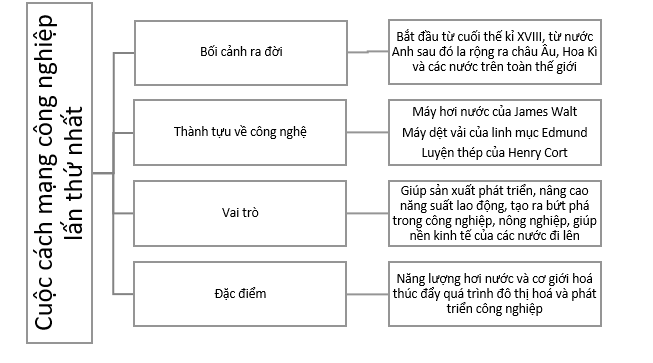 Cuộc cách mạng công nghiệp
lấn thứ nhất
Bối cảnh ra đời
Bắt đầu từ cuối thế kỉ XVIII, từ nước
Anh sau đó la rộng ra châu Âu, Hoa Kì
và các nước trên toàn thế giới
Thành tựu về công nghệ
Máy hơi nước của James Walt
Máy dệt vải của linh mục Edmund
Luyện thép của Henry Cort
Vai trò
Giúp sản xuất phát triển, nâng cao
năng suất lao động, tạo ra bứt phá
trong công nghiệp, nông nghiệp, giúp
nền kinh tế của các nước đi lên
Đặc điểm
Năng lượng hơi nước và cơ giới hoá
thúc đẩy quá trình đô thị hoá và phát
triển công nghiệp